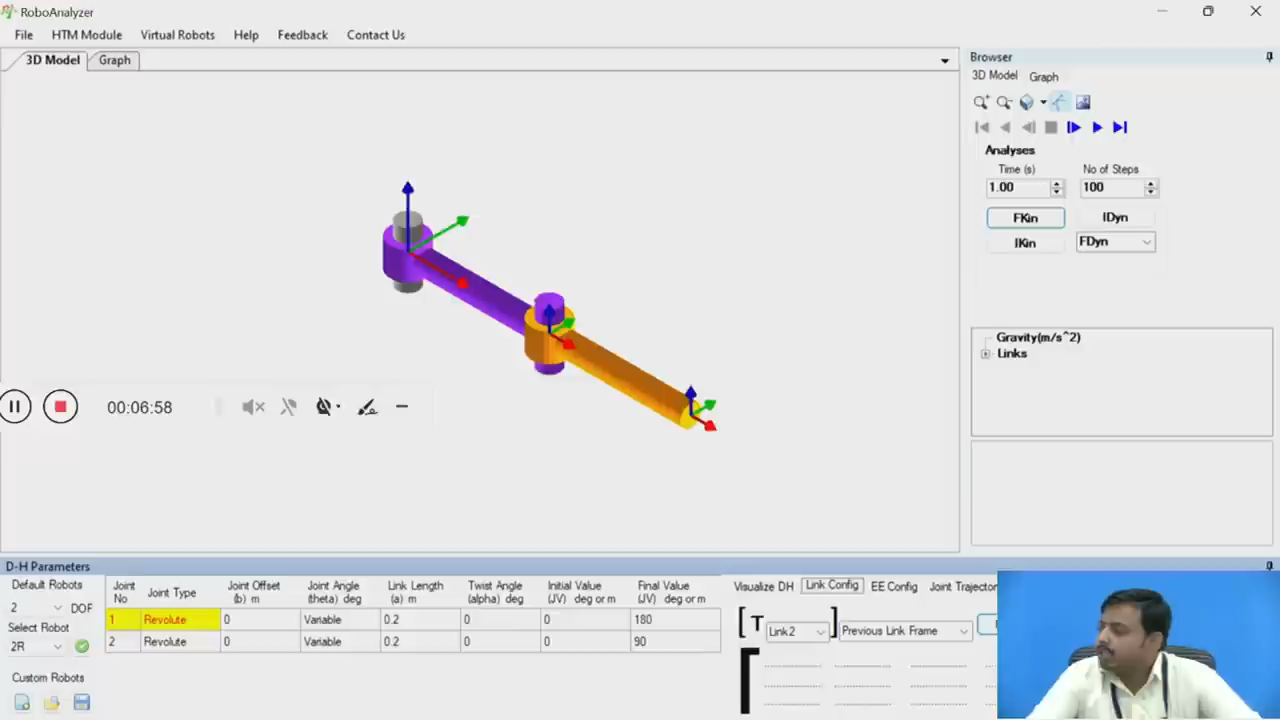 RoboAnalyzer
File HTM Module Virtual Robots Help Feedback Contact Us
3D Model Graph
Browser
3D Model Graph
Analyses
Time (s) No of Steps
1.00 100
FKin IDyn
IKin FDyn
Gravity(m/s^2)
Links
00:06:58
D-H Parameters
Default Robots
2 DOF
Select Robot
2R
Custom Robots
Joint No Joint Type Joint Offset (b) m Joint Angle (theta) deg Link Length (a) m Twist Angle (alpha) deg Initial Value (JV) deg or m Final Value (JV) deg or m
1 Revolute 0 Variable 0.2 0 0 180
2 Revolute 0 Variable 0.2 0 0 90
Visualize DH Link Config EE Config Joint Trajector
[T Link2 ] Previous Link Frame